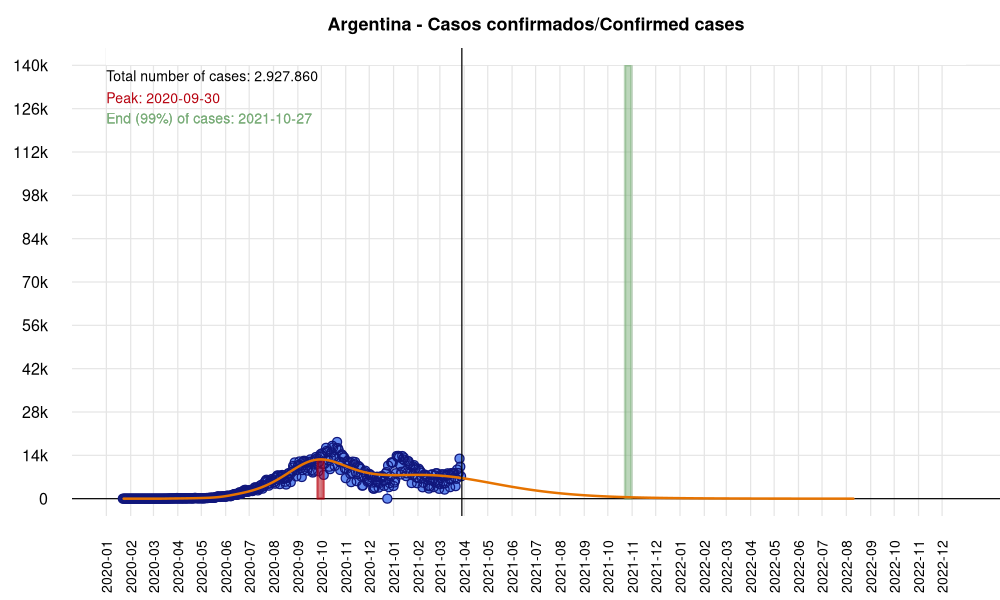 Argentina - Casos confirmados/Confirmed cases
140k
126k
112k
98k
84k
70k
56k
42k
28k
14k
0
Total number of cases: 2.927.860
Peak: 2020-09-30
End (99%) of cases: 2021-10-27
2020-01
2020-02
2020-03
2020-04
2020-05
2020-06
2020-07
2020-08
2020-09
2020-10
2020-11
2020-12
2021-01
2021-02
2021-03
2021-04
2021-05
2021-06
2021-07
2021-08
2021-09
2021-10
2021-11
2021-12
2022-01
2022-02
2022-03
2022-04
2022-05
2022-06
2022-07
2022-08
2022-09
2022-10
2022-11
2022-12